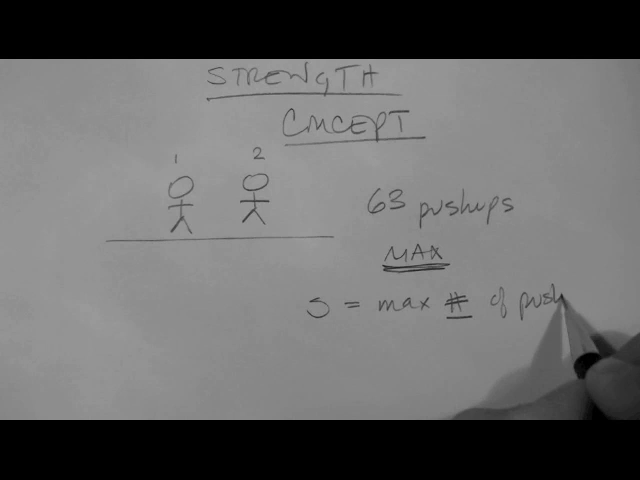 STRENGTH
CONCEPT
1 2
63 pushups
MAX
S = max # of push